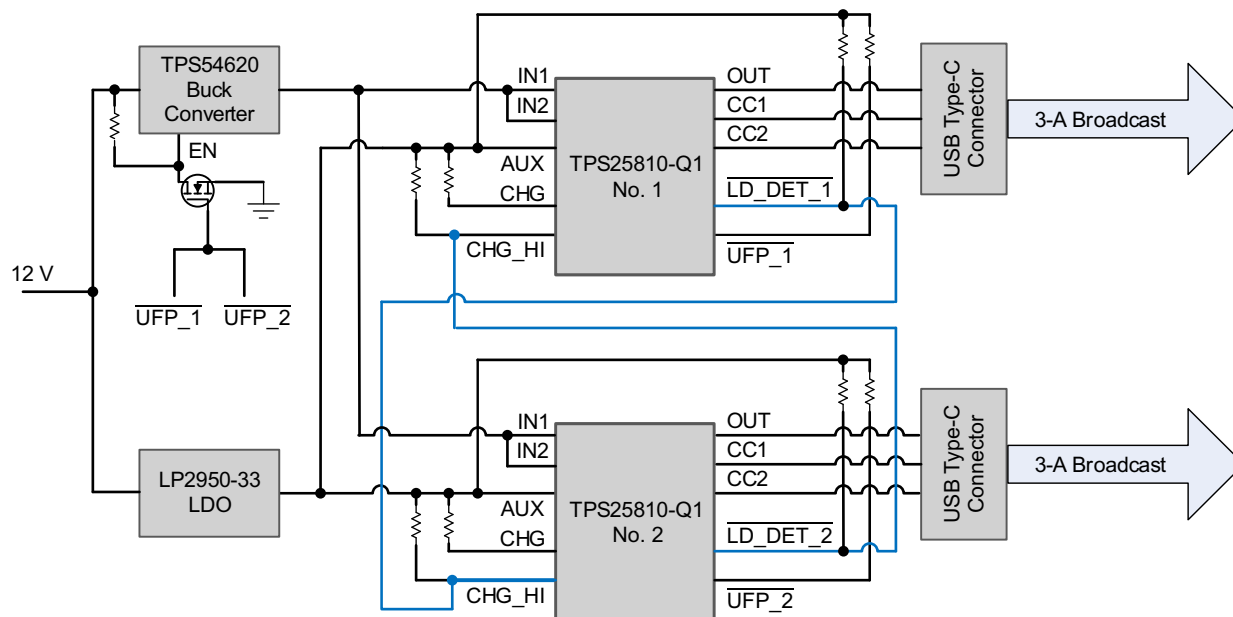 TPS54620
Buck
Converter
EN
12 V
UFP_1
UFP_2
LP2950-33
LDO
IN1
IN2
AUX
CHG
CHG_HI
TPS25810-Q1
No. 1
OUT
CC1
CC2
LD_DET_1
UFP_1
USB Type-C
Connector
3-A Broadcast
IN1
IN2
AUX
CHG
CHG_HI
TPS25810-Q1
No. 2
OUT
CC1
CC2
LD_DET_2
UFP_2
USB Type-C
Connector
3-A Broadcast